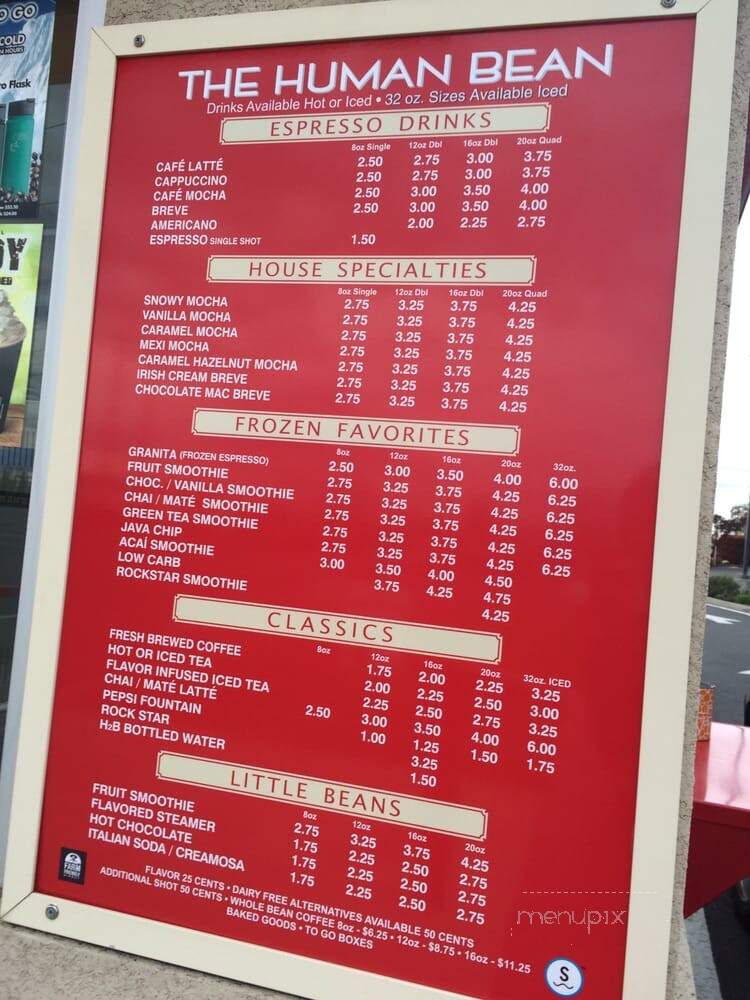 O GO
COLD
HOURS
o Flask
THE HUMAN BEAN
Drinks Available Hot or Iced • 32 oz. Sizes Available Iced
ESPRESSO DRINKS
8oz Single 12oz Dbl 16oz Dbl 20oz Quad
CAFÉ LATTÉ 2.50 2.75 3.00 3.75
CAPPUCCINO 2.50 2.75 3.00 3.75
CAFÉ MOCHA 2.50 3.00 3.50 4.00
BREVE 2.50 3.00 3.50 4.00
AMERICANO 2.00 2.25 2.75
ESPRESSO SINGLE SHOT 1.50
HOUSE SPECIALTIES
8oz Single 12oz Dbl 16oz Dbl 20oz Quad
SNOWY MOCHA 2.75 3.25 3.75 4.25
VANILLA MOCHA 2.75 3.25 3.75 4.25
CARAMEL MOCHA 2.75 3.25 3.75 4.25
MEXI MOCHA 2.75 3.25 3.75 4.25
CARAMEL HAZELNUT MOCHA 2.75 3.25 3.75 4.25
IRISH CREAM BREVE 2.75 3.25 3.75 4.25
CHOCOLATE MAC BREVE 2.75 3.25 3.75 4.25
FROZEN FAVORITES
8oz 12oz 16oz 20oz 32oz.
GRANITA (FROZEN ESPRESSO) 2.50 3.00 3.50 4.00 6.00
FRUIT SMOOTHIE 2.75 3.25 3.75 4.25 6.25
CHOC. / VANILLA SMOOTHIE 2.75 3.25 3.75 4.25 6.25
CHAI / MATÉ SMOOTHIE 2.75 3.25 3.75 4.25 6.25
GREEN TEA SMOOTHIE 2.75 3.25 3.75 4.25 6.25
JAVA CHIP 2.75 3.25 3.75 4.25 6.25
AÇAÍ SMOOTHIE 3.00 3.50 4.00 4.50
LOW CARB 3.75 4.25 4.75
ROCKSTAR SMOOTHIE 4.25
CLASSICS
8oz 12oz 16oz 20oz 32oz. ICED
FRESH BREWED COFFEE 1.75 2.00 2.25 3.25
HOT OR ICED TEA 2.00 2.25 2.50 3.00
FLAVOR INFUSED ICED TEA 2.25 2.50 2.75 3.25
CHAI / MATÉ LATTÉ 2.50 3.00 3.50 4.00 6.00
PEPSI FOUNTAIN 1.00 1.25 1.50 1.75
ROCK STAR 3.25
H2B BOTTLED WATER 1.50
LITTLE BEANS
8oz 12oz 16oz 20oz
FRUIT SMOOTHIE 2.75 3.25 3.75 4.25
FLAVORED STEAMER 1.75 2.25 2.50 2.75
HOT CHOCOLATE 1.75 2.25 2.50 2.75
ITALIAN SODA / CREAMOSA 1.75 2.25 2.50 2.75
FARM FRIENDLY
FLAVOR 25 CENTS • DAIRY FREE ALTERNATIVES AVAILABLE 50 CENTS
ADDITIONAL SHOT 50 CENTS • WHOLE BEAN COFFEE 8oz - $6.25 • 12oz - $8.75 • 16oz - $11.25
BAKED GOODS • TO GO BOXES
S
menupix